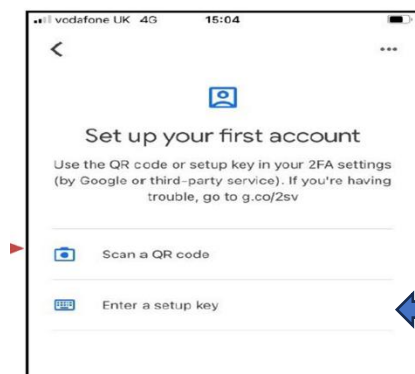 vodafone UK 4G 15:04
Set up your first account
Use the QR code or setup key in your 2FA settings
(by Google or third-party service). If you're having
trouble, go to g.co/2sv
Scan a QR code
Enter a setup key